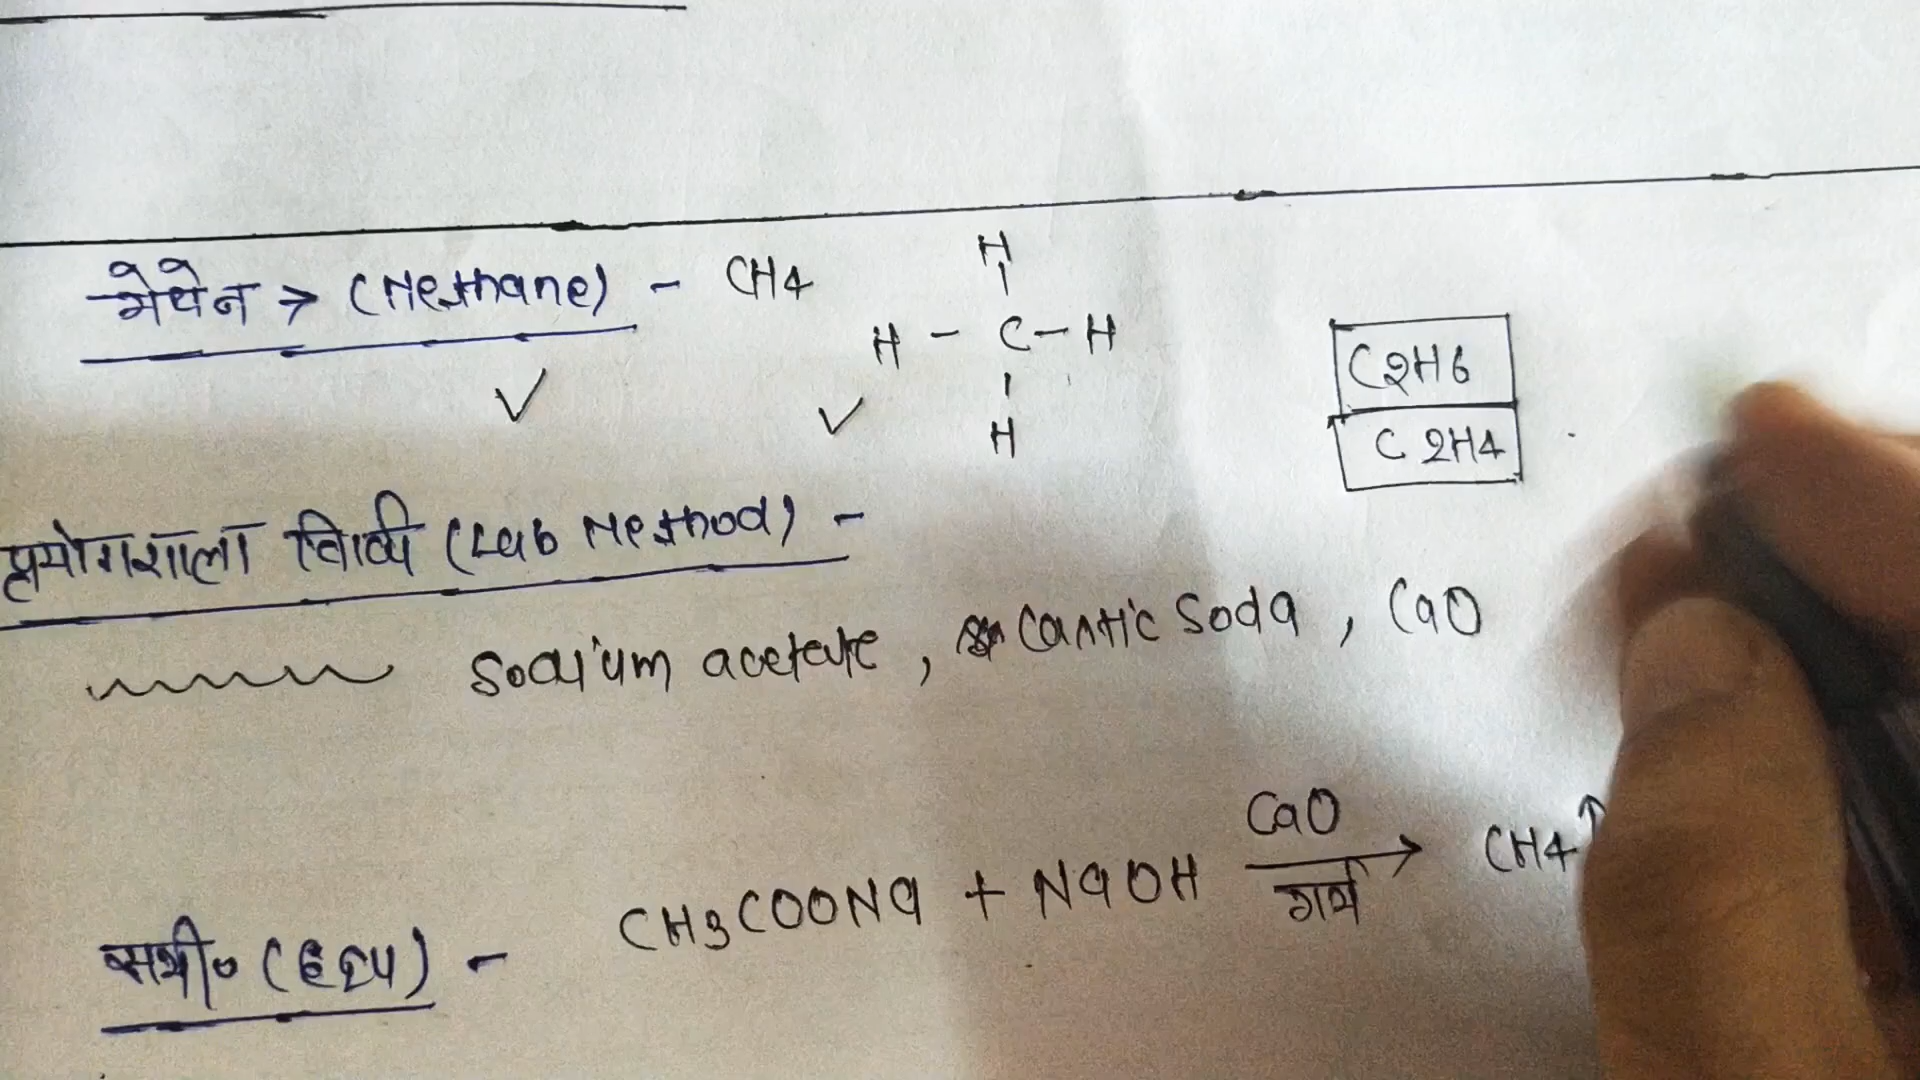 मेथेन → (Methane) - CH4
H
H - C - H
H
C2H6
C2H4
प्रयोगशाला विधि (Lab Method) -
Sodium acetate , Caustic Soda , CaO
CaO
CH3COONa + NaOH → CH4↑
गर्म
समी० (Equ) -